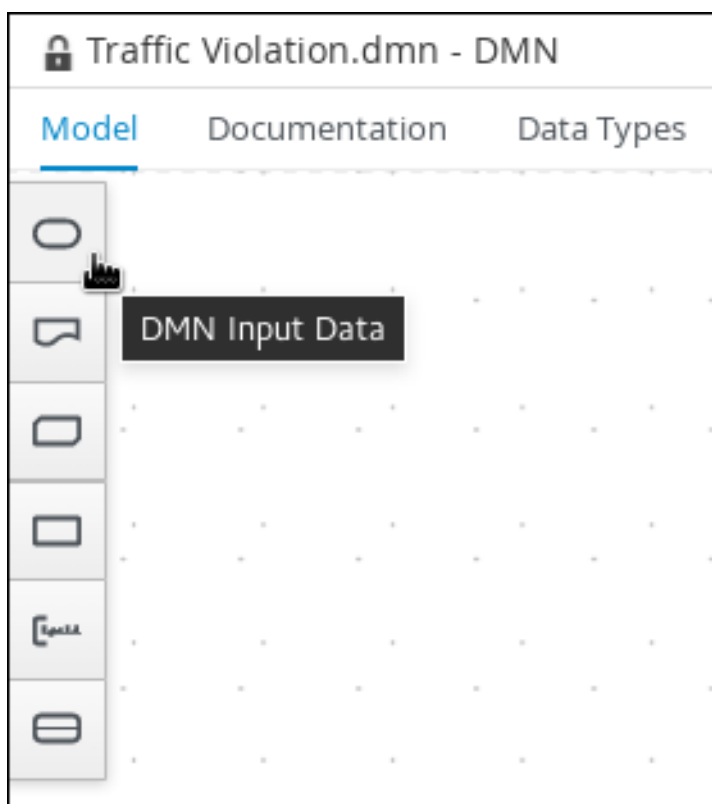 Traffic Violation.dmn - DMN
Model Documentation Data Types
DMN Input Data